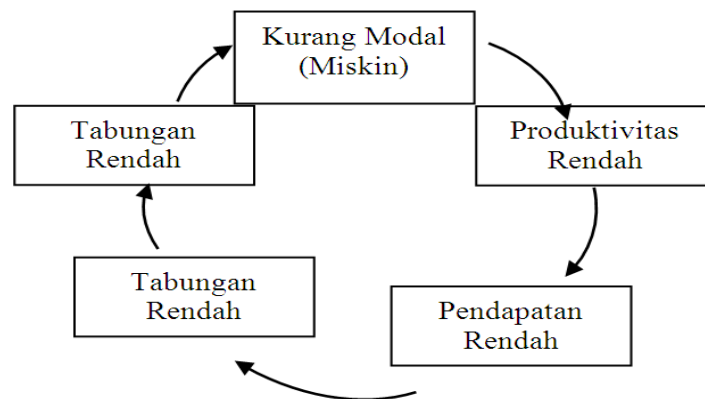 Kurang Modal
(Miskin)
Produktivitas
Rendah
Pendapatan
Rendah
Tabungan
Rendah
Tabungan
Rendah